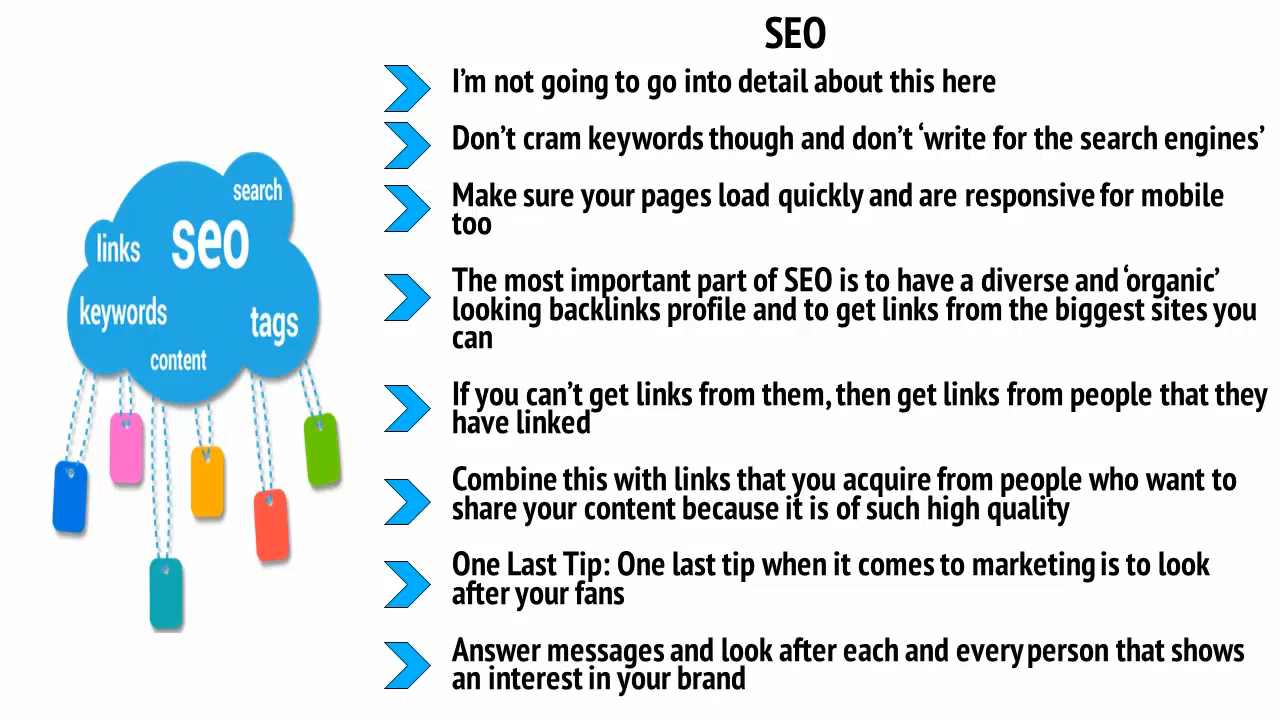 SEO
I'm not going to go into detail about this here
Don't cram keywords though and don't ‘write for the search engines’
Make sure your pages load quickly and are responsive for mobile
too
The most important part of SEO is to have a diverse and ‘organic’
looking backlinks profile and to get links from the biggest sites you
can
If you can't get links from them, then get links from people that they
have linked
Combine this with links that you acquire from people who want to
share your content because it is of such high quality
One Last Tip: One last tip when it comes to marketing is to look
after your fans
Answer messages and look after each and every person that shows
an interest in your brand
search
links
seo
keywords
tags
content